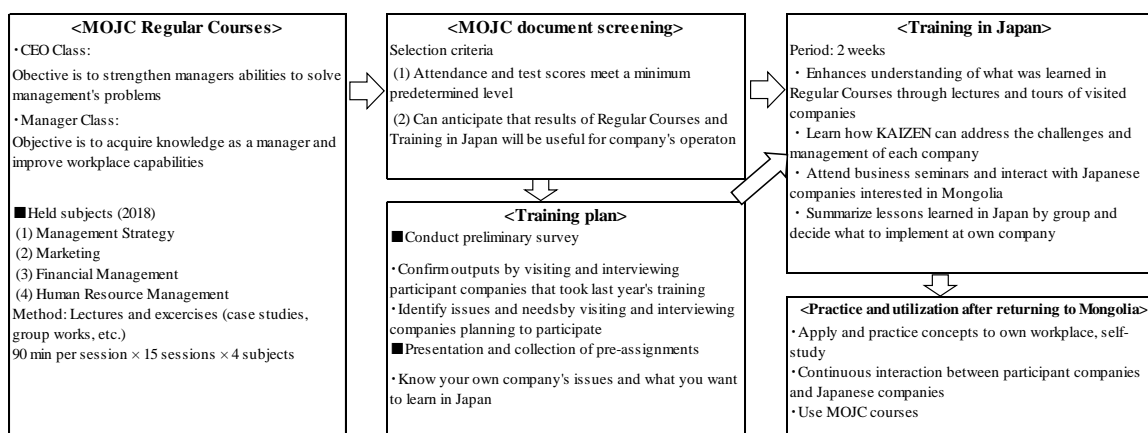 <MOJC Regular Courses>
・CEO Class:
Obective is to strengthen managers abilities to solve
management's problems
・Manager Class:
Objective is to acquire knowledge as a manager and
improve workplace capabilities
■Held subjects (2018)
(1) Management Strategy
(2) Marketing
(3) Financial Management
(4) Human Resource Management
Method: Lectures and excercises (case studies,
group works, etc.)
90 min per session × 15 sessions × 4 subjects
<MOJC document screening>
Selection criteria
(1) Attendance and test scores meet a minimum
predetermined level
(2) Can anticipate that results of Regular Courses and
Training in Japan will be useful for company's operaton
<Training plan>
■Conduct preliminary survey
・Confirm outputs by visiting and interviewing
participant companies that took last year's training
・Identify issues and needsby visiting and interviewing
companies planning to participate
■Presentation and collection of pre-assignments
・Know your own company's issues and what you want
to learn in Japan
<Training in Japan>
Period: 2 weeks
・Enhances understanding of what was learned in
Regular Courses through lectures and tours of visited
companies
・Learn how KAIZEN can address the challenges and
management of each company
・Attend business seminars and interact with Japanese
companies interested in Mongolia
・Summarize lessons learned in Japan by group and
decide what to implement at own company
<Practice and utilization after returning to Mongolia>
・Apply and practice concepts to own workplace, self-
study
・Continuous interaction between participant companies
and Japanese companies
・Use MOJC courses